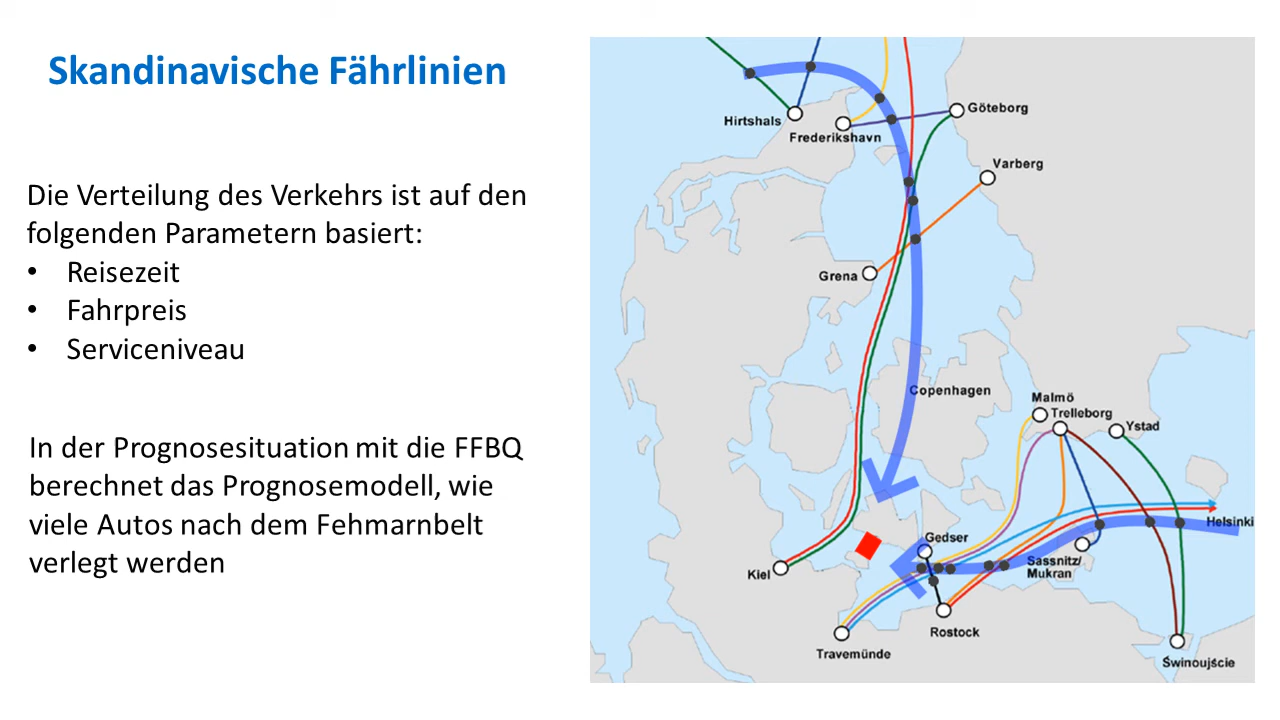 Skandinavische Fährlinien
Die Verteilung des Verkehrs ist auf den
folgenden Parametern basiert:
• Reisezeit
• Fahrpreis
• Serviceniveau
In der Prognosesituation mit die FFBQ
berechnet das Prognosemodell, wie
viele Autos nach dem Fehmarnbelt
verlegt werden
Hirtshals
Frederikshavn
Göteborg
Varberg
Grena
Copenhagen
Malmö
Trelleborg
Ystad
Helsinki
Gedser
Sassnitz/
Mukran
Kiel
Rostock
Travemünde
Świnoujście